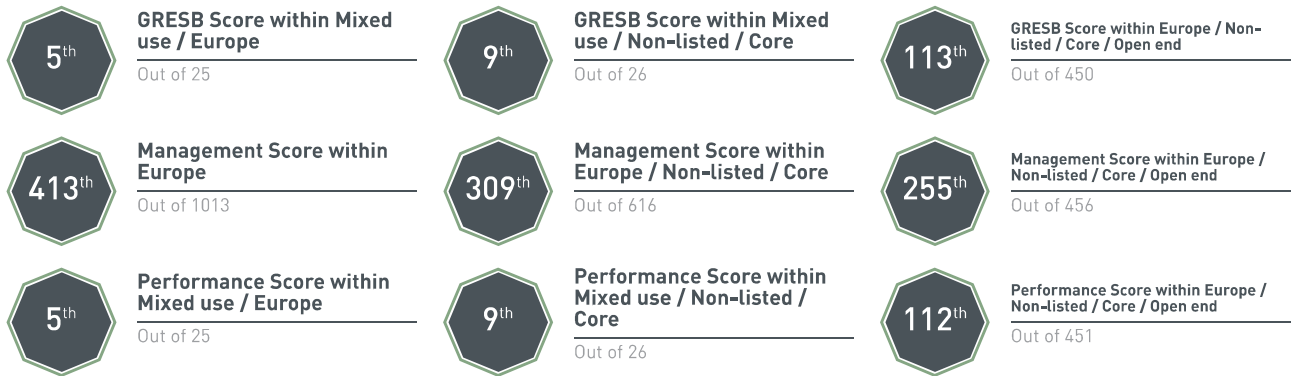 5th
GRESB Score within Mixed
use / Europe
Out of 25
9th
GRESB Score within Mixed
use / Non-listed / Core
Out of 26
113th
GRESB Score within Europe / Non-
listed / Core / Open end
Out of 450
413th
Management Score within
Europe
Out of 1013
309th
Management Score within
Europe / Non-listed / Core
Out of 616
255th
Management Score within Europe /
Non-listed / Core / Open end
Out of 456
5th
Performance Score within
Mixed use / Europe
Out of 25
9th
Performance Score within
Mixed use / Non-listed /
Core
Out of 26
112th
Performance Score within Europe /
Non-listed / Core / Open end
Out of 451